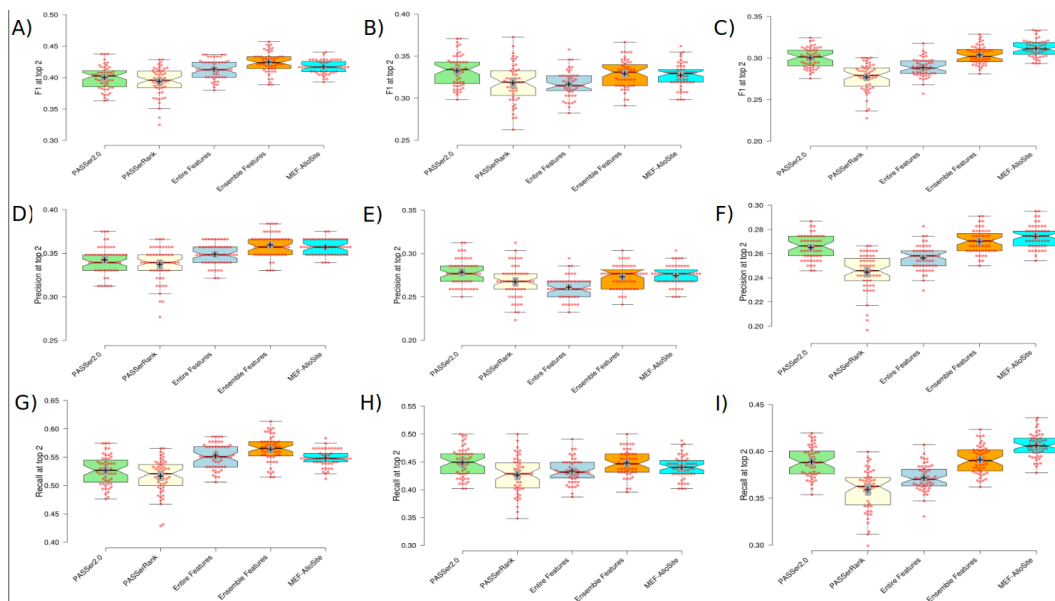 A)
F1 at top 2
0.50
0.45
0.40
0.35
0.30
PASSer2.0
PASSerRank
Entire Features
Ensemble Features
MEF-AlloSite
B)
F1 at top 2
0.40
0.35
0.30
0.25
PASSer2.0
PASSerRank
Entire Features
Ensemble Features
MEF-AlloSite
C)
F1 at top 2
0.35
0.30
0.25
0.20
PASSer2.0
PASSerRank
Entire Features
Ensemble Features
MEF-AlloSite
D)
Precision at top 2
0.40
0.35
0.30
0.25
PASSer2.0
PASSerRank
Entire Features
Ensemble Features
MEF-AlloSite
E)
Precision at top 2
0.35
0.30
0.25
0.20
PASSer2.0
PASSerRank
Entire Features
Ensemble Features
MEF-AlloSite
F)
Precision at top 2
0.30
0.28
0.26
0.24
0.22
0.20
PASSer2.0
PASSerRank
Entire Features
Ensemble Features
MEF-AlloSite
G)
Recall at top 2
0.65
0.60
0.55
0.50
0.45
0.40
PASSer2.0
PASSerRank
Entire Features
Ensemble Features
MEF-AlloSite
H)
Recall at top 2
0.55
0.50
0.45
0.40
0.35
0.30
PASSer2.0
PASSerRank
Entire Features
Ensemble Features
MEF-AlloSite
I)
Recall at top 2
0.45
0.40
0.35
0.30
PASSer2.0
PASSerRank
Entire Features
Ensemble Features
MEF-AlloSite